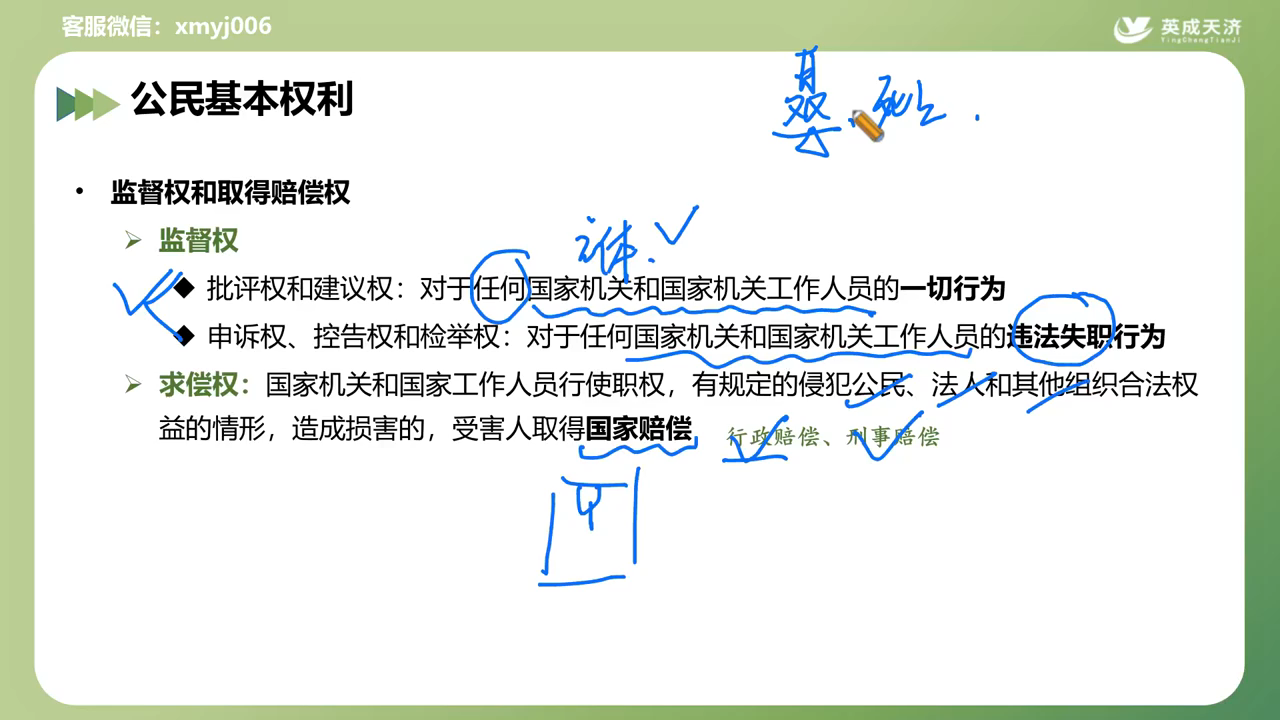 客服微信：xmyj006
英成天济
YingChengTianJi
公民基本权利
• 监督权和取得赔偿权
监督权
批评权和建议权：对于任何国家机关和国家机关工作人员的一切行为
申诉权、控告权和检举权：对于任何国家机关和国家机关工作人员的违法失职行为
求偿权：国家机关和国家工作人员行使职权，有规定的侵犯公民、法人和其他组织合法权
益的情形，造成损害的，受害人取得国家赔偿
行政赔偿、刑事赔偿
甲